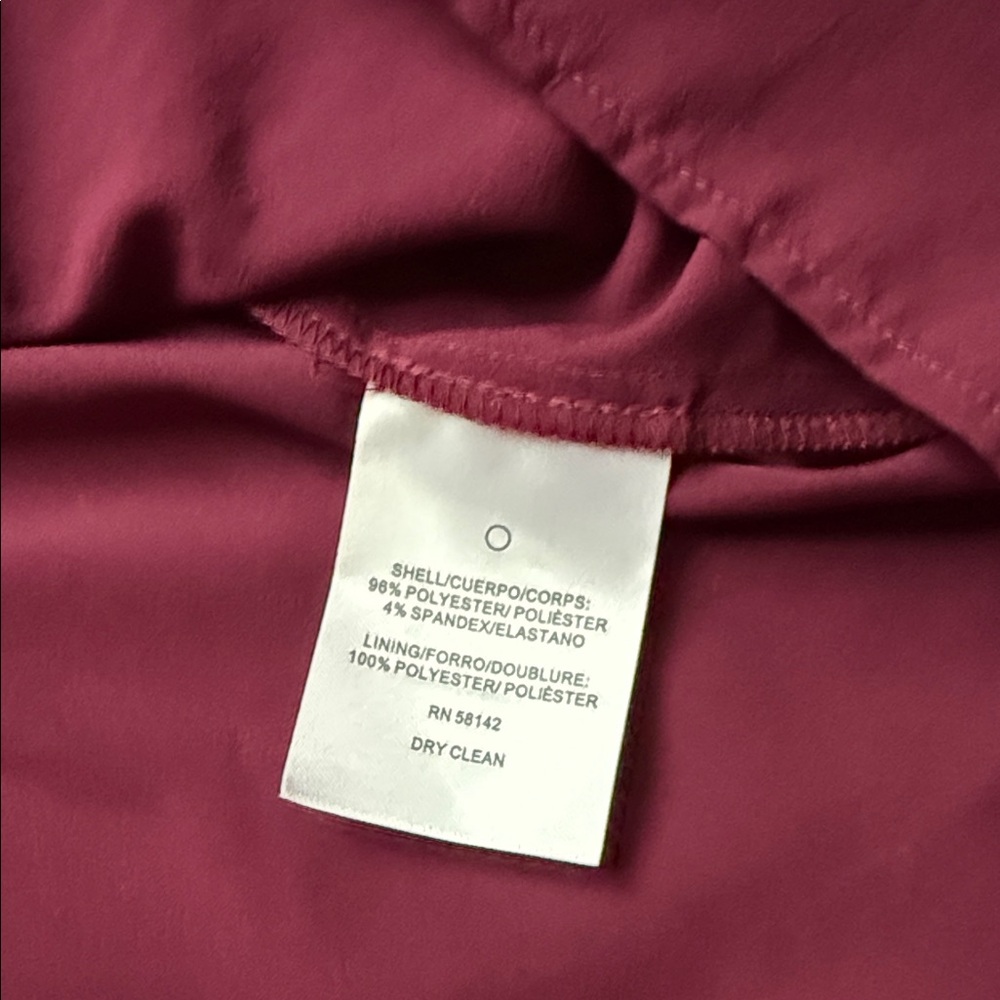 SHELL/CUERPO/CORPS:
96% POLYESTER/ POLIÈSTER
4% SPANDEX/ELASTANO
LINING/FORRO/DOUBLURE:
100% POLYESTER/ POLIÈSTER
RN 58142
DRY CLEAN